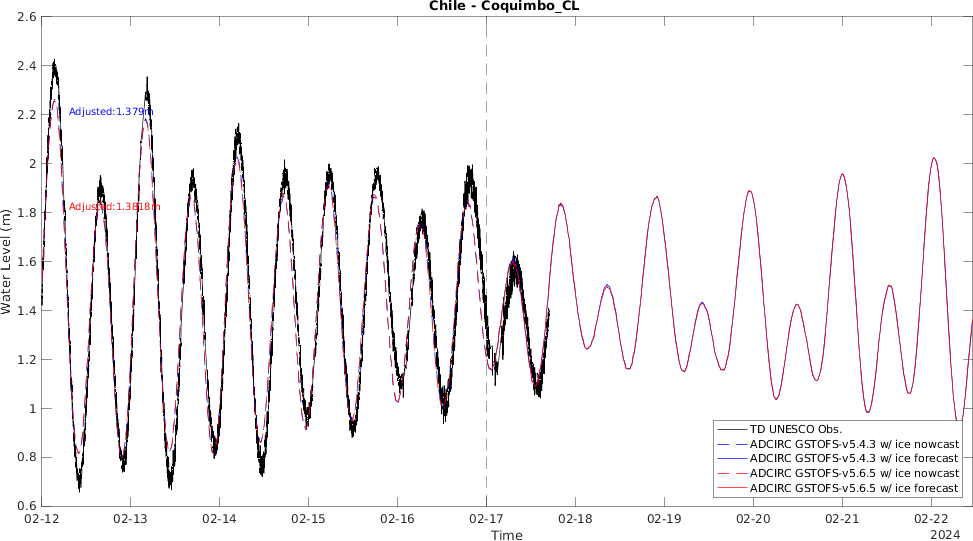 Chile - Coquimbo_CL
2.6
2.4
2.2
2
1.8
1.6
1.4
1.2
1
0.8
0.6
Water Level (m)
Adjusted:1.379m
Adjusted:1.3818m
TD UNESCO Obs.
ADCIRC GSTOFS-v5.4.3 w/ ice nowcast
ADCIRC GSTOFS-v5.4.3 w/ ice forecast
ADCIRC GSTOFS-v5.6.5 w/ ice nowcast
ADCIRC GSTOFS-v5.6.5 w/ ice forecast
02-12 02-13 02-14 02-15 02-16 02-17 02-18 02-19 02-20 02-21 02-22
Time 2024